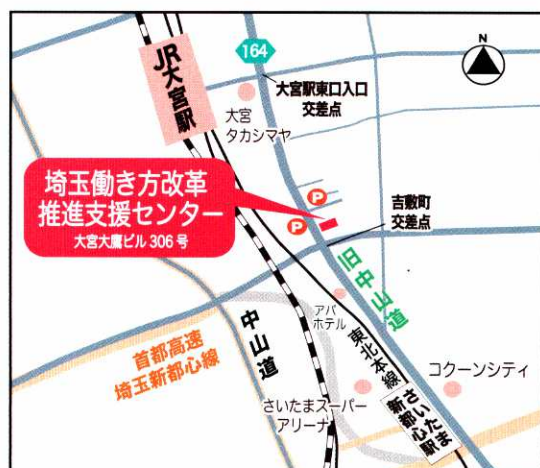 N
164
JR大宮駅
大宮駅東口入口
交差点
大宮
タカシマヤ
埼玉働き方改革
推進支援センター
大宮大鷹ビル 306 号
P
P
吉敷町
交差点
旧中山道
アパ
ホテル
中山道
東北本線
首都高速
埼玉新都心線
コクーンシティ
さいたまスーパー
アリーナ
さいたま
新都心駅